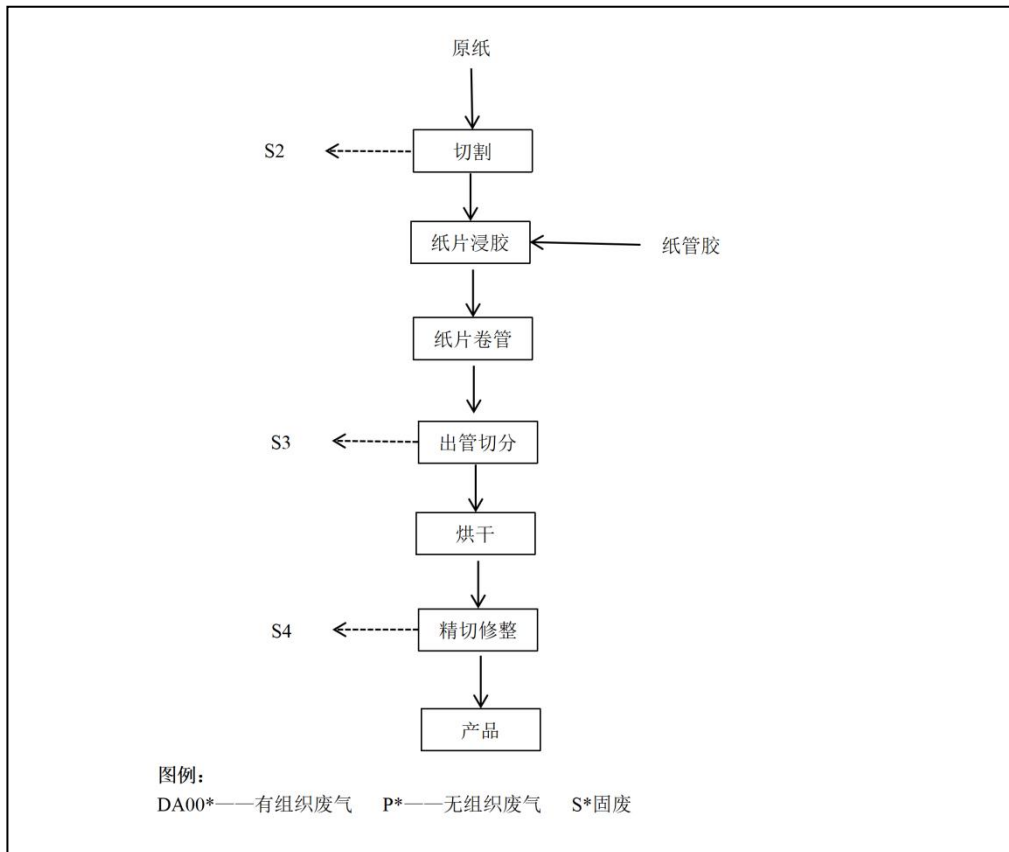 原纸
S2
切割
纸片浸胶
纸管胶
纸片卷管
S3
出管切分
烘干
S4
精切修整
产品
图例：
DA00*——有组织废气 P*——无组织废气 S*固废